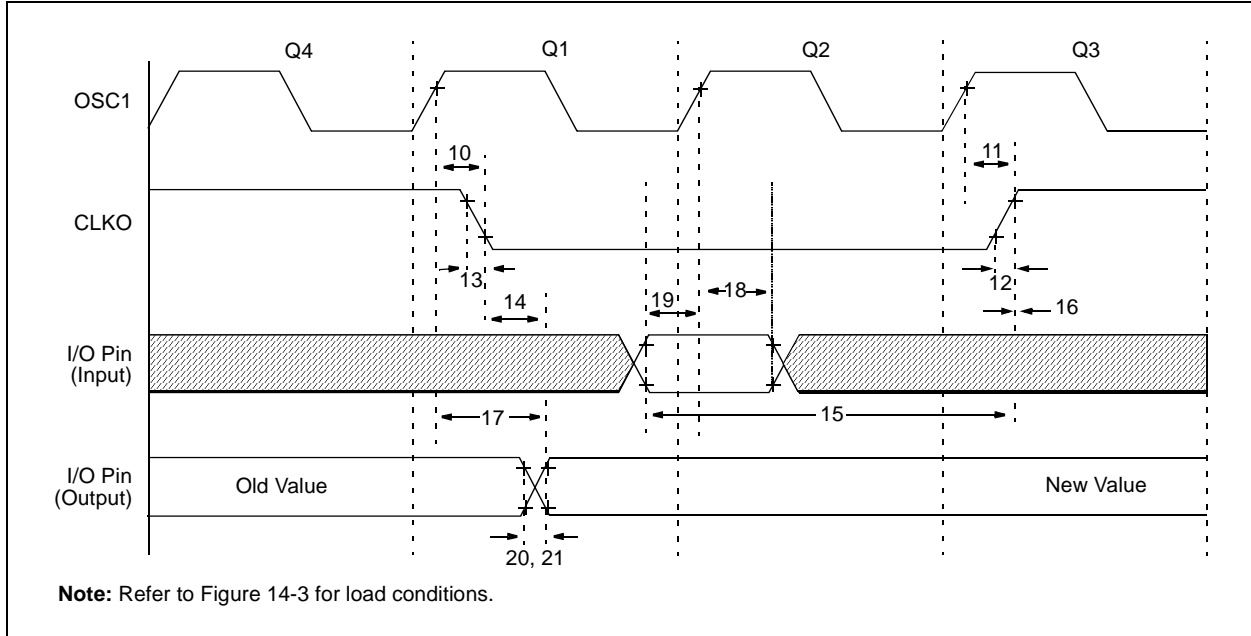 Q4 Q1 Q2 Q3
OSC1
10 11
CLKO
13 12
14 19 18 16
I/O Pin
(Input)
17 15
I/O Pin
(Output)
Old Value New Value
20, 21
Note: Refer to Figure 14-3 for load conditions.